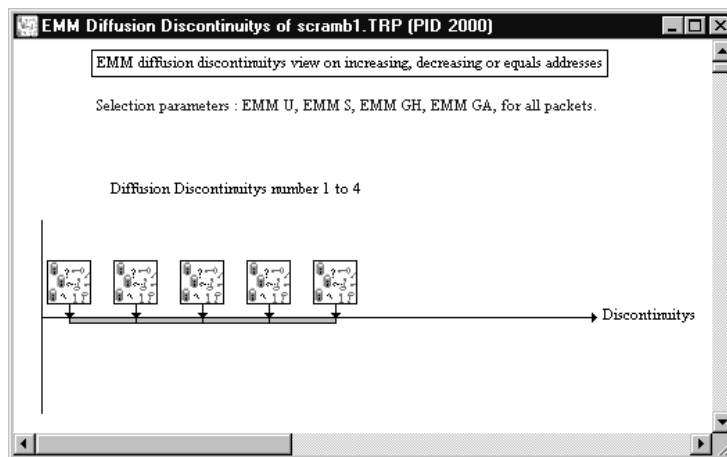 EMM Diffusion Discontinuitys of scramb1.TRP (PID 2000)
EMM diffusion discontinuitys view on increasing, decreasing or equals addresses
Selection parameters : EMM U, EMM S, EMM GH, EMM GA, for all packets.
Diffusion Discontinuitys number 1 to 4
Discontinuitys